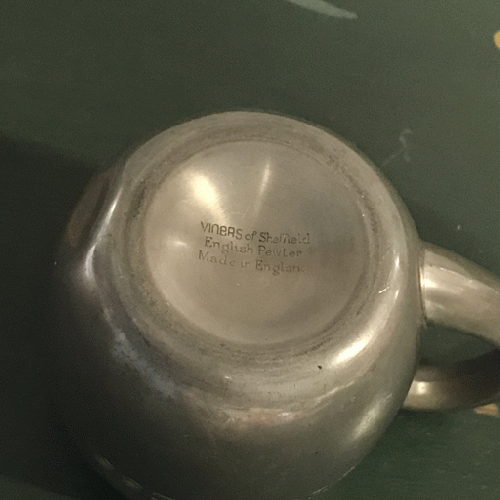 VINERS of Sheffield
English Pewter
Made in England